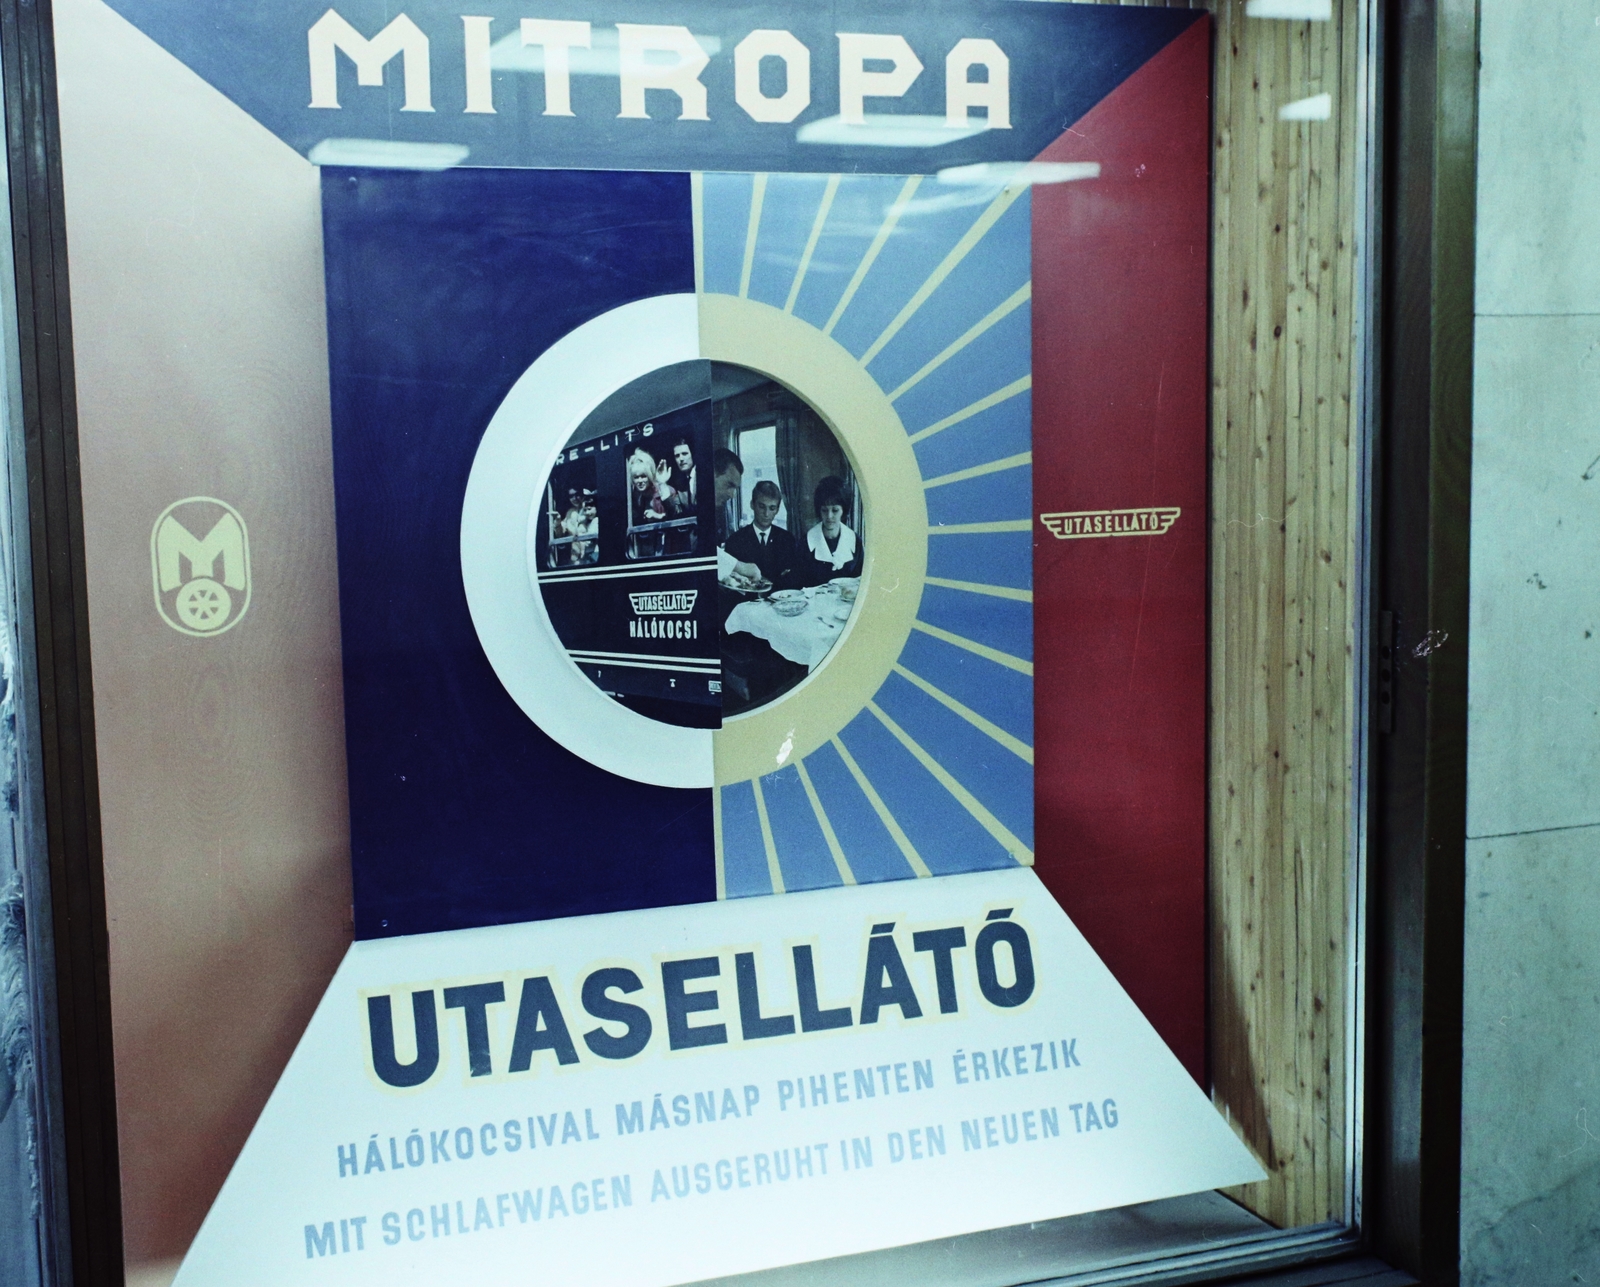 MITROPA
RE-LITS
UTASELLÁTÓ
HÁLÓKOCSI
M
UTASELLÁTÓ
UTASELLÁTÓ
HÁLÓKOCSIVAL MÁSNAP PIHENTEN ÉRKEZIK
MIT SCHLAFWAGEN AUSGERUHT IN DEN NEUEN TAG